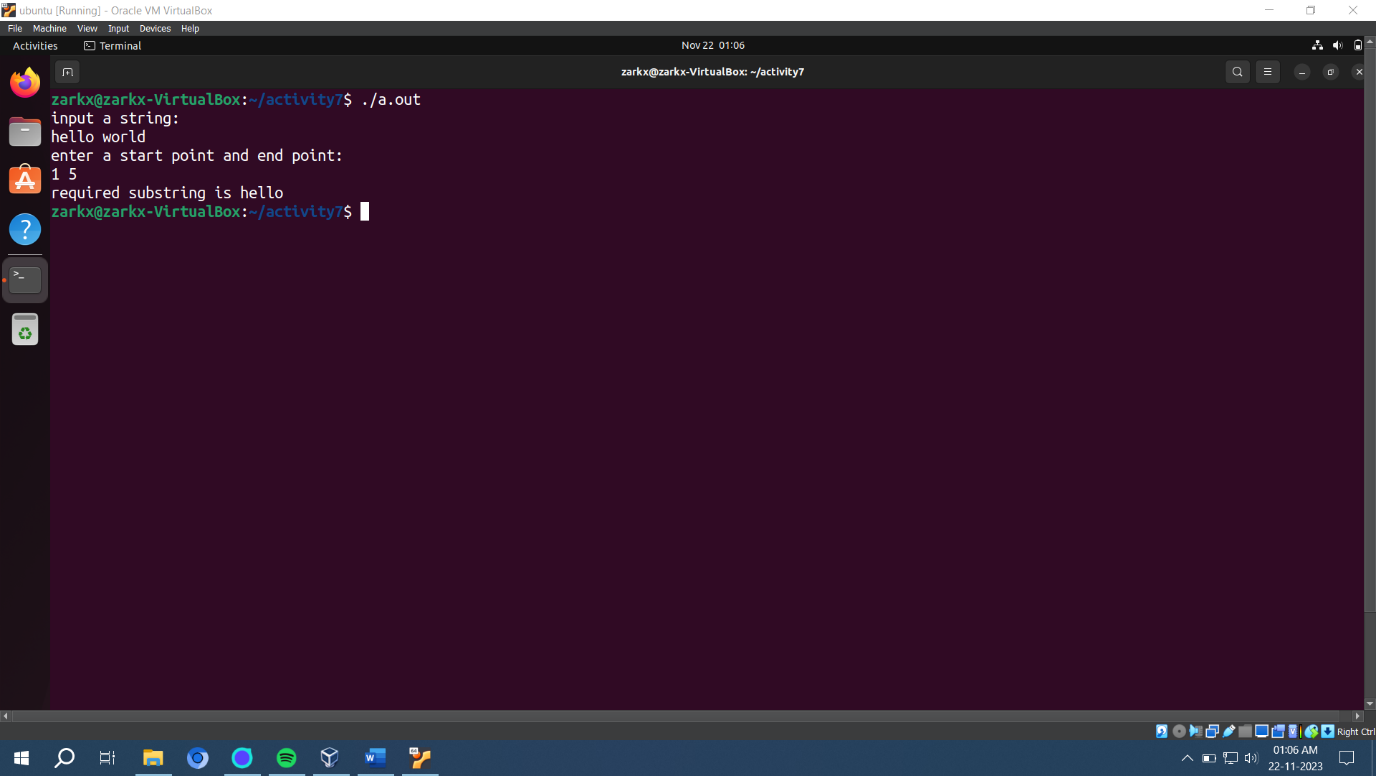 ubuntu [Running] - Oracle VM VirtualBox
File Machine View Input Devices Help
Activities Terminal Nov 22 01:06
zarkx@zarkx-VirtualBox: ~/activity7
zarkx@zarkx-VirtualBox:~/activity7$ ./a.out
input a string:
hello world
enter a start point and end point:
1 5
required substring is hello
zarkx@zarkx-VirtualBox:~/activity7$
Right Ctrl
01:06 AM
22-11-2023